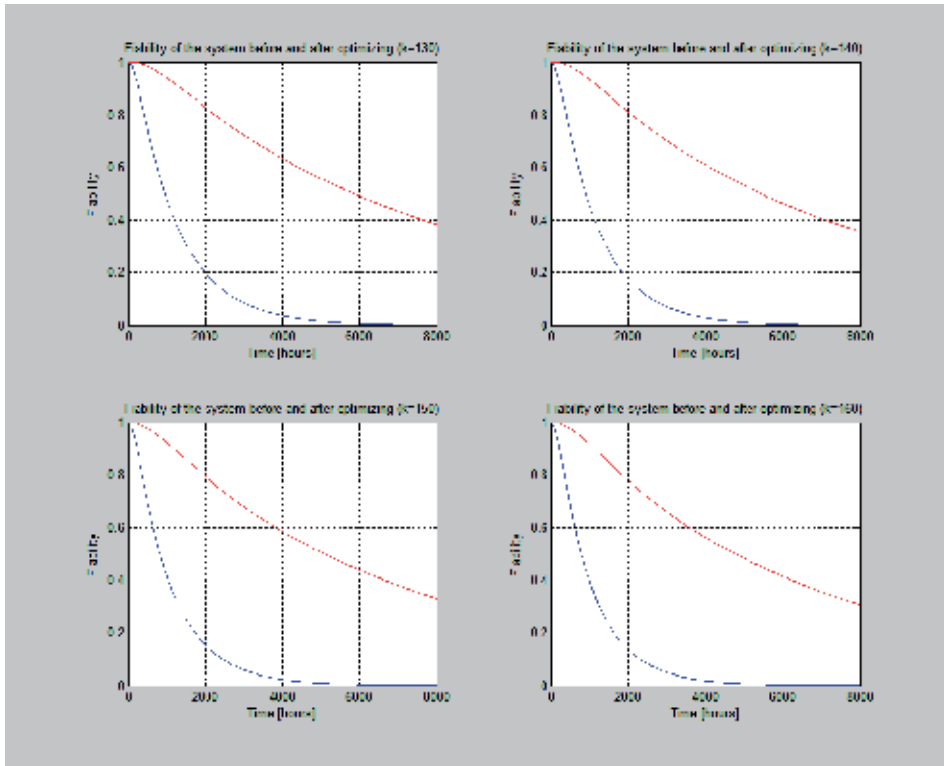 Fiability of the system before and after optimizing (k=130)
1
0.8
0.6
0.4
0.2
0
Fiability
0 2000 4000 6000 8000
Time [hours]
Fiability of the system before and after optimizing (k=140)
1
0.8
0.6
0.4
0.2
0
Fiability
0 2000 4000 6000 8000
Time [hours]
Fiability of the system before and after optimizing (k=150)
1
0.8
0.6
0.4
0.2
0
Fiability
0 2000 4000 6000 8000
Time [hours]
Fiability of the system before and after optimizing (k=160)
1
0.8
0.6
0.4
0.2
0
Fiability
0 2000 4000 6000 8000
Time [hours]